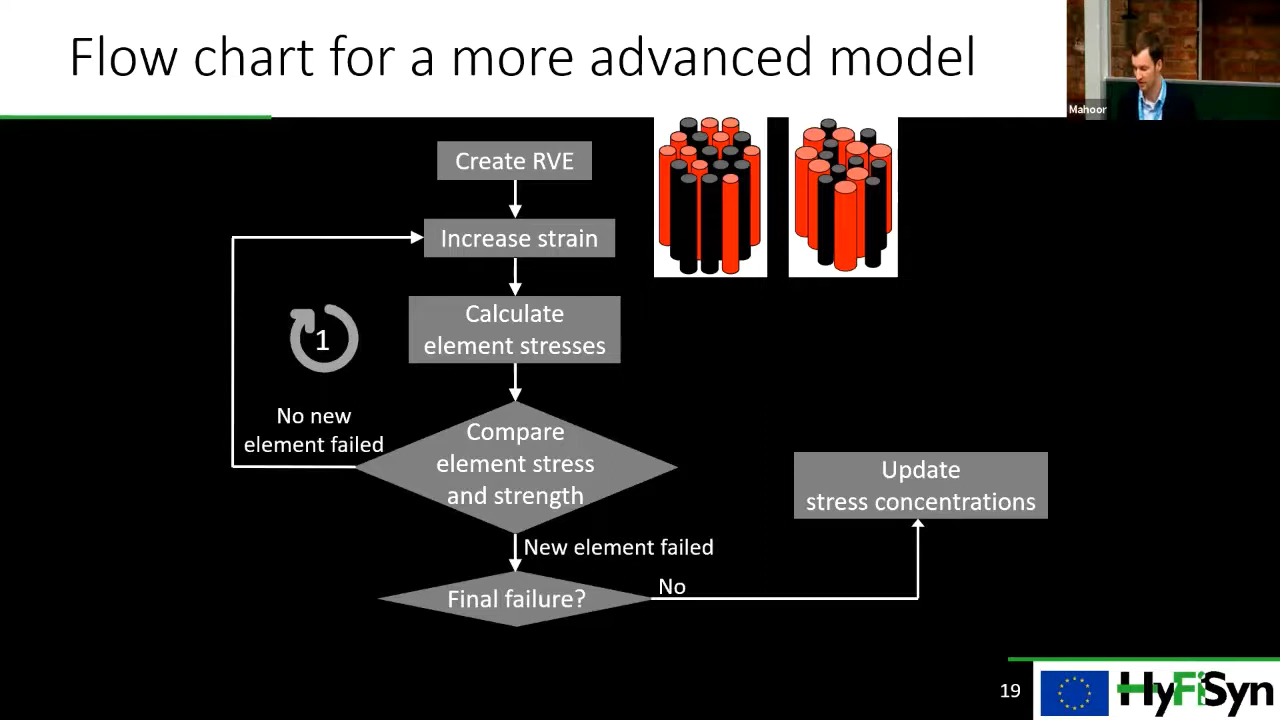 Flow chart for a more advanced model
Mahoor
Create RVE
Increase strain
Calculate
element stresses
1
No new
element failed
Compare
element stress
and strength
Update
stress concentrations
New element failed
Final failure?
No
19
HyFiSyn